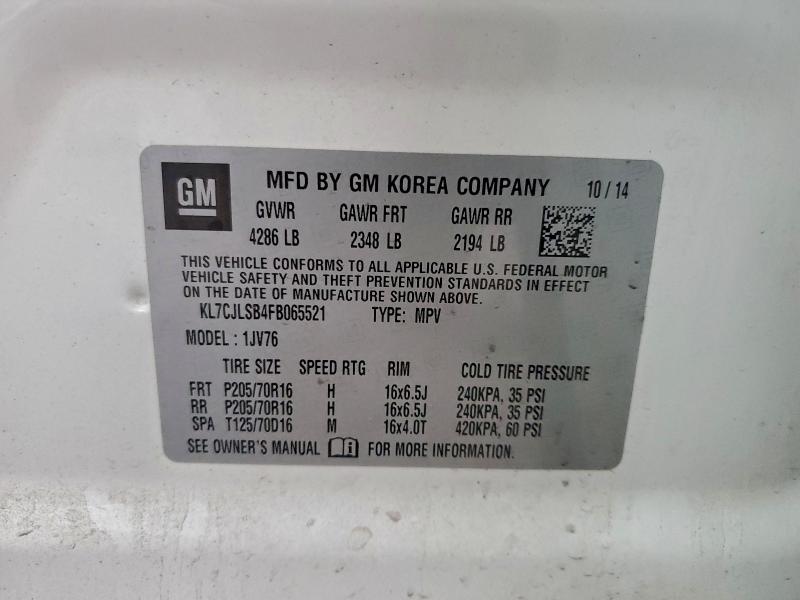 GM MFD BY GM KOREA COMPANY 10 / 14
GVWR GAWR FRT GAWR RR
4286 LB 2348 LB 2194 LB
THIS VEHICLE CONFORMS TO ALL APPLICABLE U.S. FEDERAL MOTOR
VEHICLE SAFETY AND THEFT PREVENTION STANDARDS IN EFFECT
ON THE DATE OF MANUFACTURE SHOWN ABOVE.
KL7CJLSB4FB065521 TYPE: MPV
MODEL : 1JV76
TIRE SIZE SPEED RTG RIM COLD TIRE PRESSURE
FRT P205/70R16 H 16x6.5J 240KPA, 35 PSI
RR P205/70R16 H 16x6.5J 240KPA, 35 PSI
SPA T125/70D16 M 16x4.0T 420KPA, 60 PSI
SEE OWNER'S MANUAL FOR MORE INFORMATION.